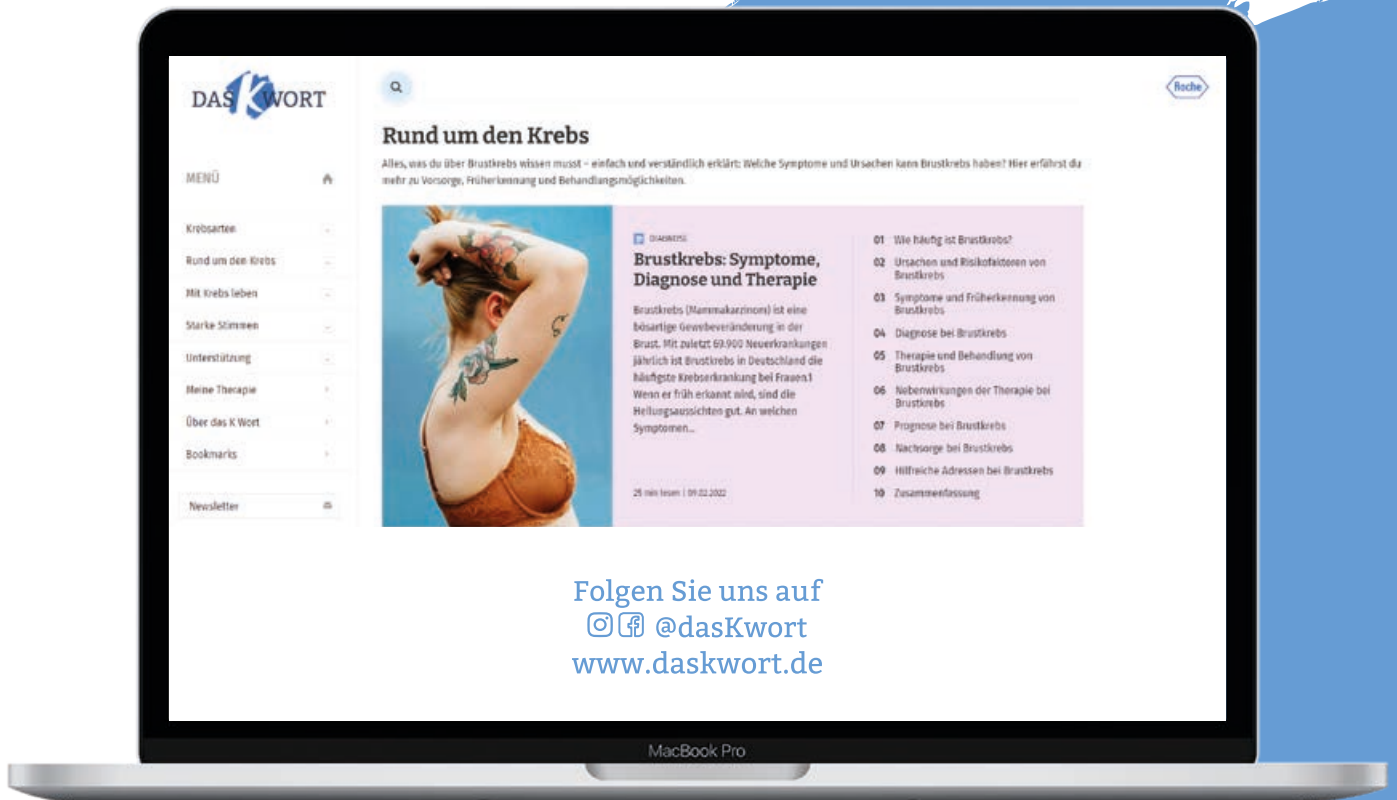 DAS K WORT
Roche
Rund um den Krebs
Alles, was du über Brustkrebs wissen musst – einfach und verständlich erklärt: Welche Symptome und Ursachen kann Brustkrebs haben? Hier erfährst du
mehr zu Vorsorge, Früherkennung und Behandlungsmöglichkeiten.
MENÜ
Krebsarten
Rund um den Krebs
Mit Krebs leben
Starke Stimmen
Unterstützung
Meine Therapie
Über das K Wort
Bookmarks
Newsletter
DIAGNOSE
Brustkrebs: Symptome,
Diagnose und Therapie
Brustkrebs (Mammakarzinom) ist eine
bösartige Gewebeveränderung in der
Brust. Mit zuletzt 69.900 Neuerkrankungen
jährlich ist Brustkrebs in Deutschland die
häufigste Krebserkrankung bei Frauen.1
Wenn er früh erkannt wird, sind die
Heilungsaussichten gut. An welchen
Symptomen...
25 min lesen | 09.02.2022
01 Wie häufig ist Brustkrebs?
02 Ursachen und Risikofaktoren von
Brustkrebs
03 Symptome und Früherkennung von
Brustkrebs
04 Diagnose bei Brustkrebs
05 Therapie und Behandlung von
Brustkrebs
06 Nebenwirkungen der Therapie bei
Brustkrebs
07 Prognose bei Brustkrebs
08 Nachsorge bei Brustkrebs
09 Hilfreiche Adressen bei Brustkrebs
10 Zusammenfassung
Folgen Sie uns auf
@dasKwort
www.daskwort.de
MacBook Pro